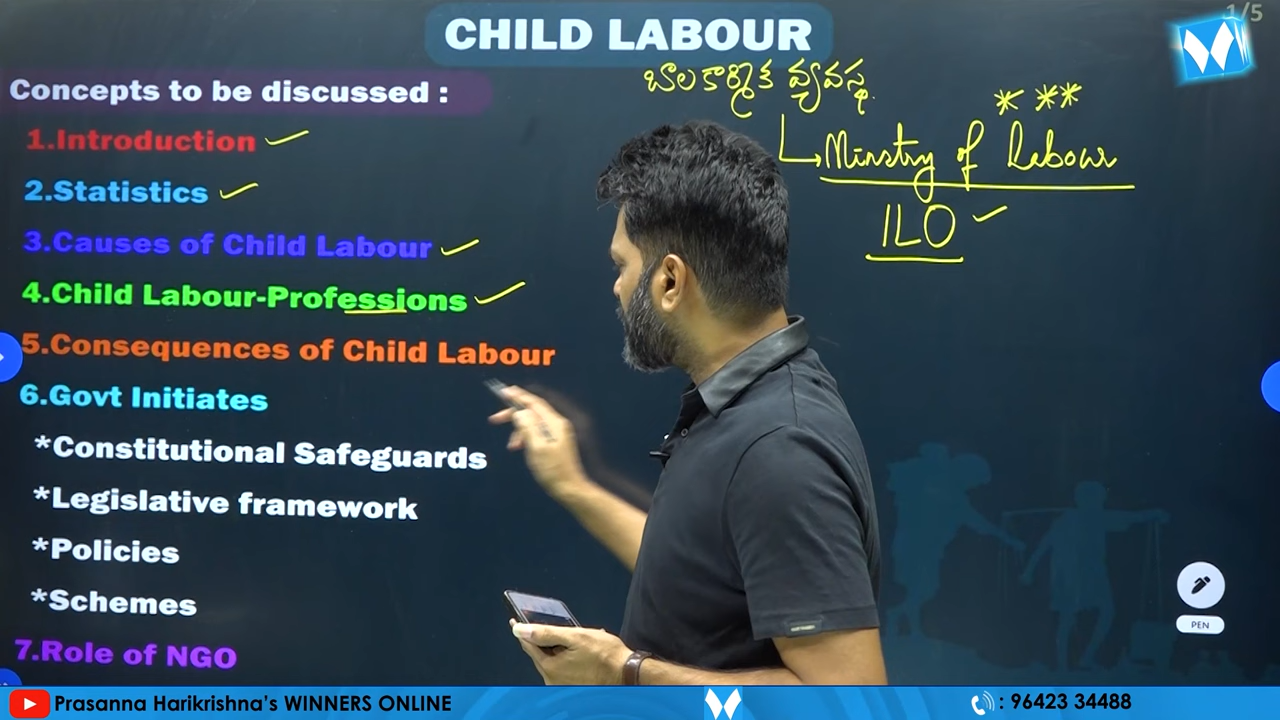 CHILD LABOUR
1/5
బాలకార్మిక వ్యవస్థ
Concepts to be discussed :
1.Introduction
Minstry of Labour
2.Statistics
ILO
3.Causes of Child Labour
4.Child Labour-Professions
5.Consequences of Child Labour
6.Govt Initiates
*Constitutional Safeguards
*Legislative framework
*Policies
*Schemes
7.Role of NGO
PEN
Prasanna Harikrishna's WINNERS ONLINE
W
: 96423 34488